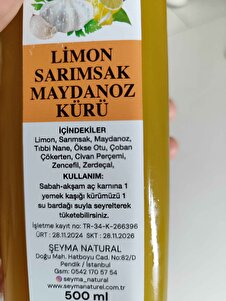 LİMON
SARIMSAK
MAYDANOZ
KÜRÜ
İÇİNDEKİLER
Limon, Sarımsak, Maydanoz,
Tıbbi Nane, Ökse Otu, Çoban
Çökerten, Civan Perçemi,
Zencefil, Zerdeçal,
KULLANIM:
Sabah-akşam aç karnına 1
yemek kaşığı kürümüzü 1
su bardağı suyla seyrelterek
tüketebilirsiniz.
İşletme kayıt no: TR-34-K-266396
ÜRT : 28.11.2024 SKT : 28.11.2026
ŞEYMA NATURAL
Doğu Mah. Hatboyu Cad. No:82/D
Pendik / İstanbul
Gsm: 0542 170 57 54
şeyma_natural
www.seymanaturel.com.tr
500 ml